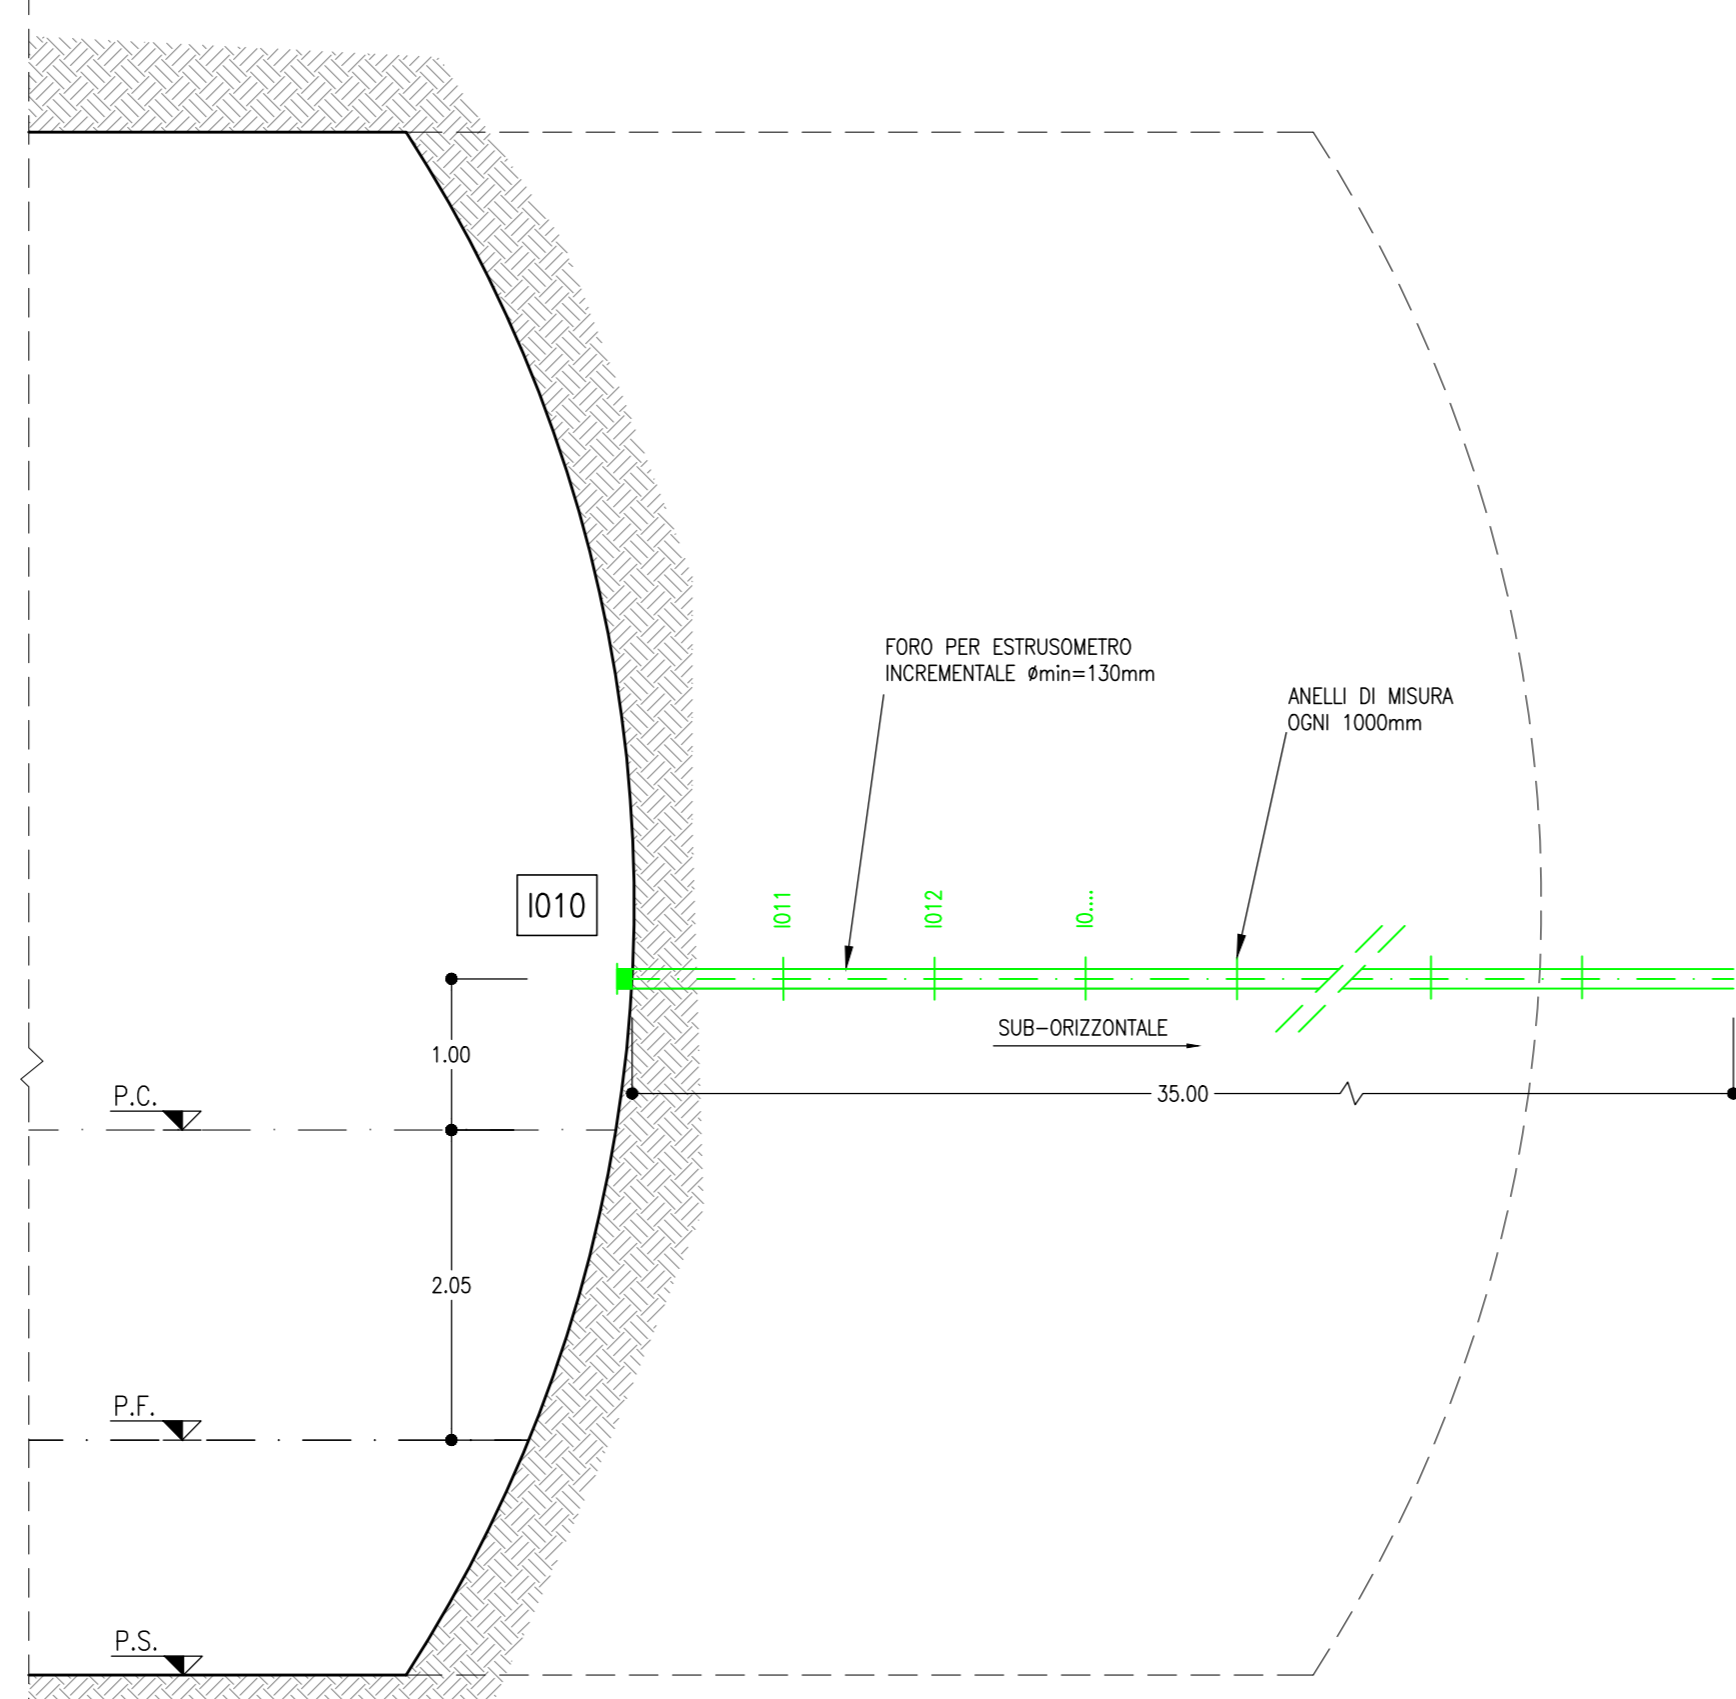 FORO PER ESTRUSOMETRO
INCREMENTALE ømin=130mm
ANELLI DI MISURA
OGNI 1000mm
I010
I011
I012
I0....
SUB-ORIZZONTALE
1.00
35.00
P.C.
2.05
P.F.
P.S.